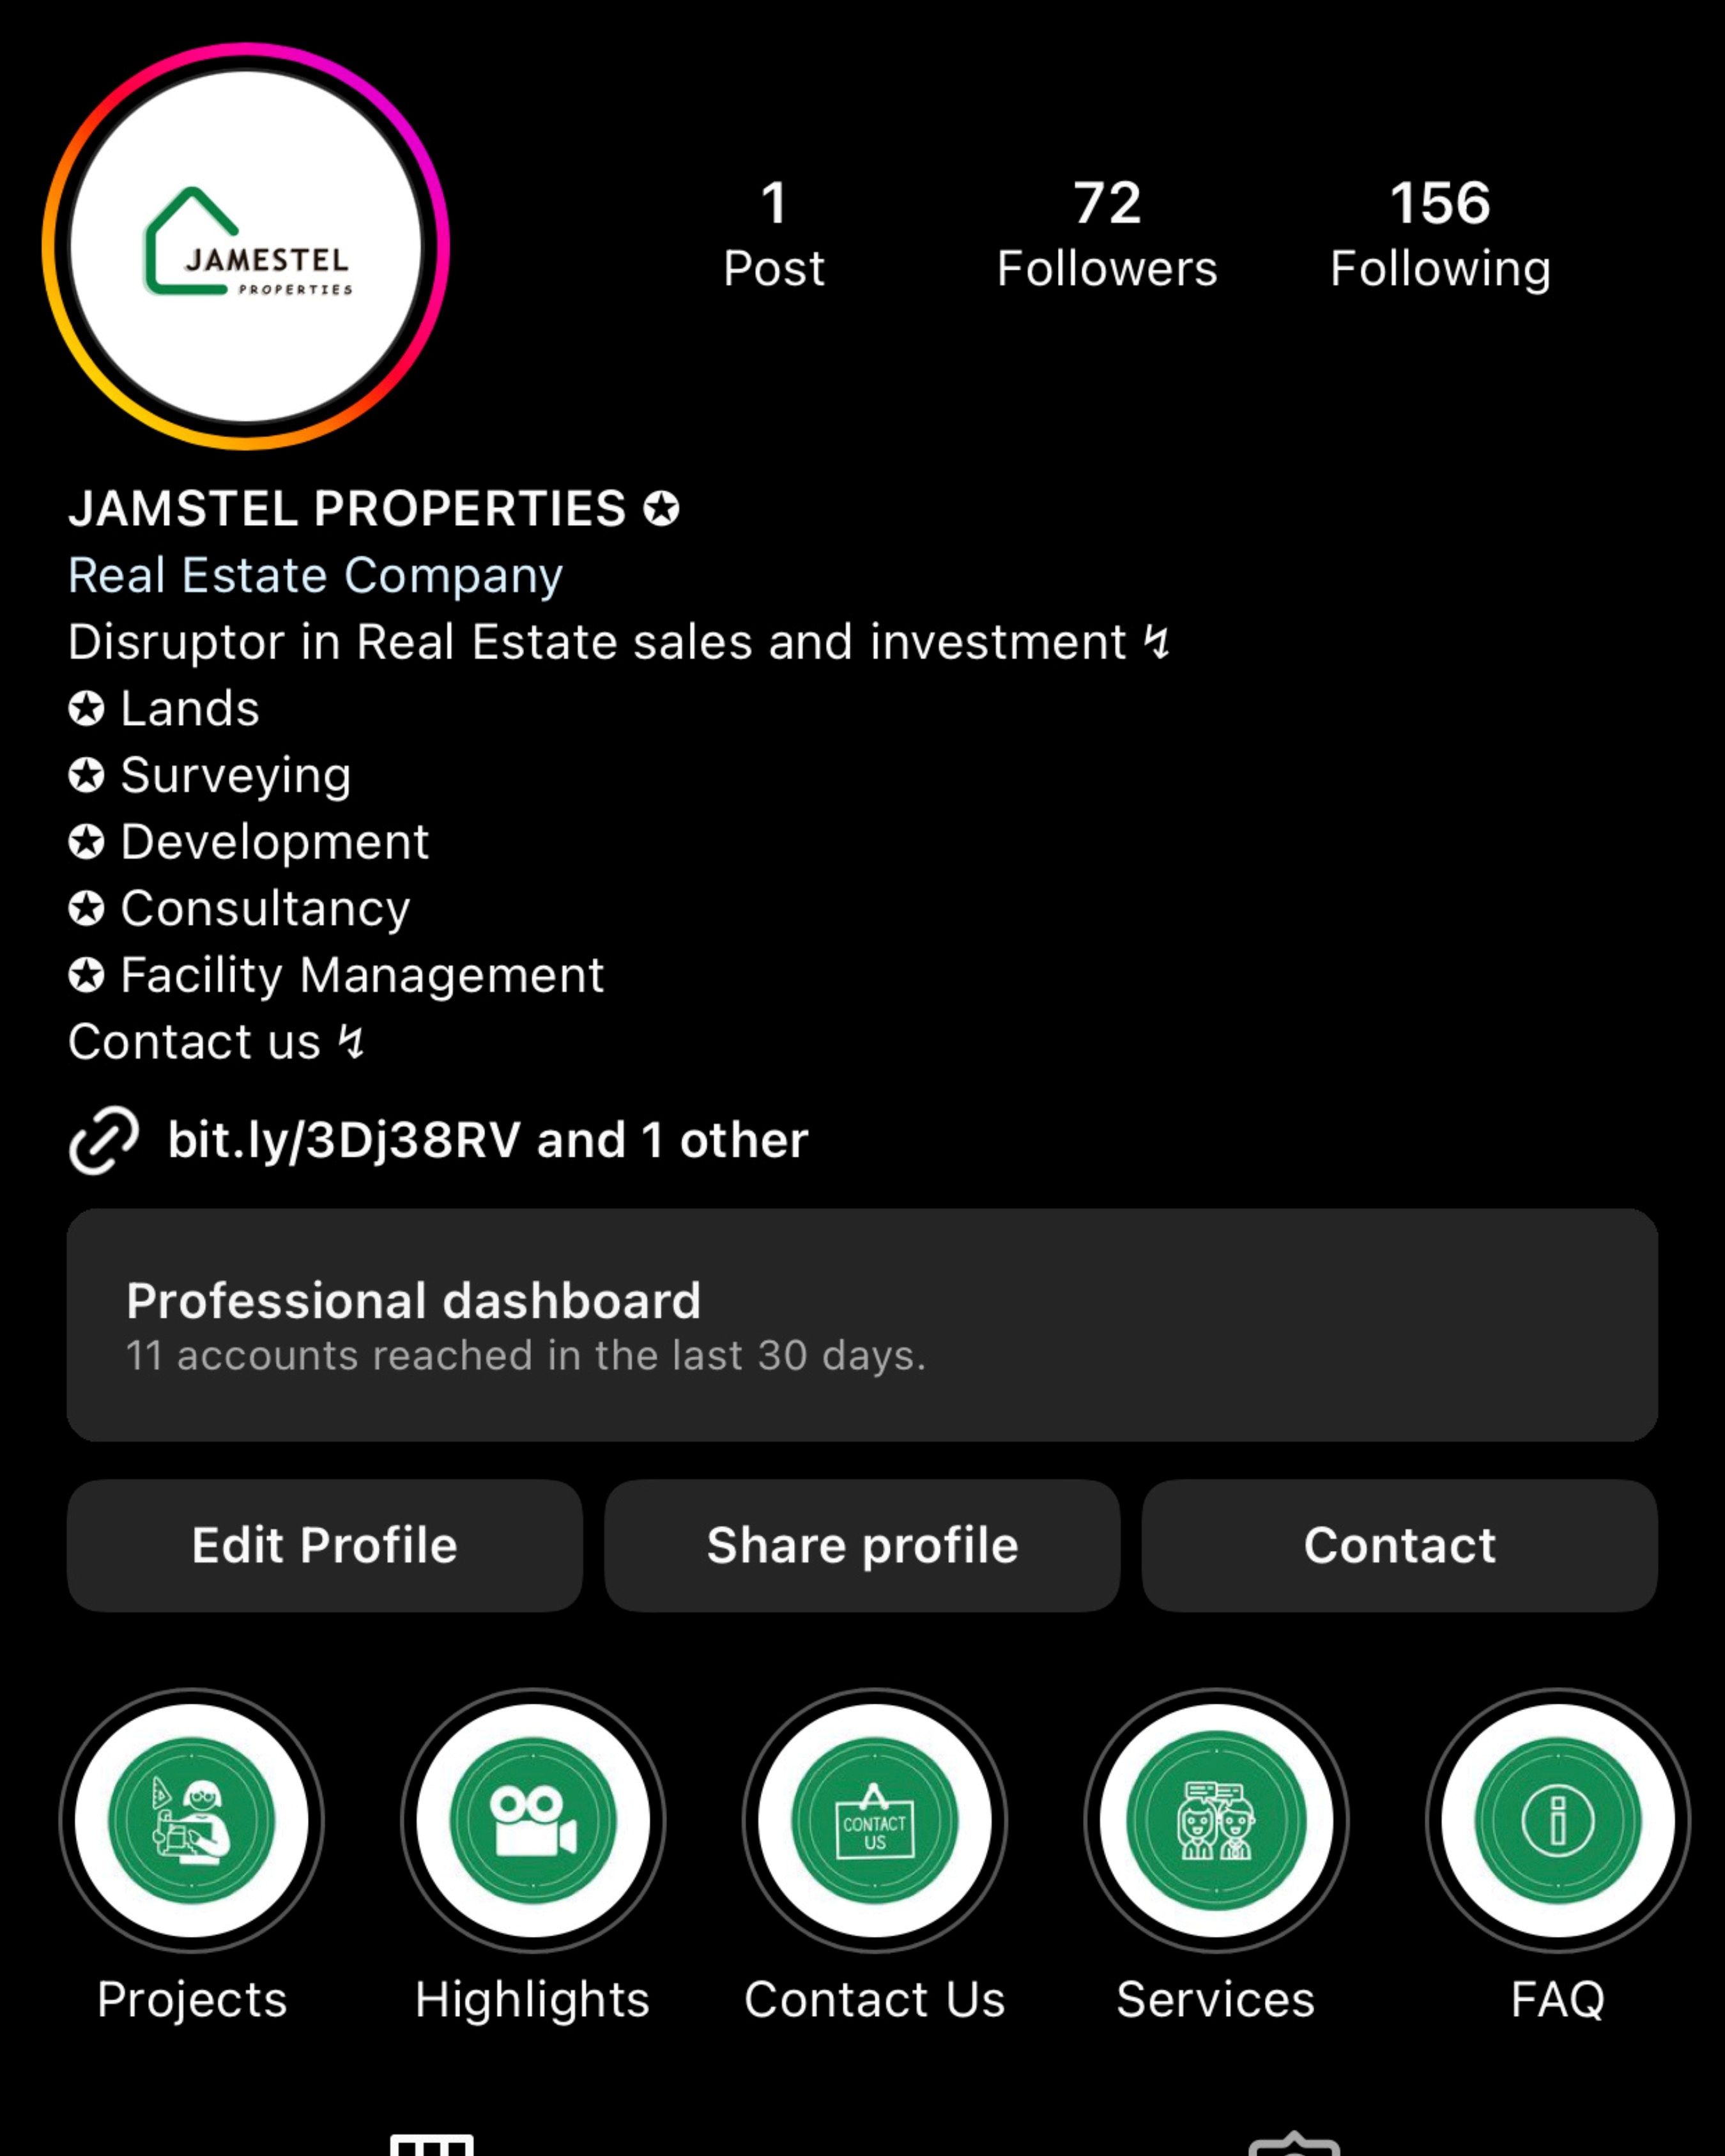 JAMESTEL
PROPERTIES
1 72 156
Post Followers Following
JAMSTEL PROPERTIES ✪
Real Estate Company
Disruptor in Real Estate sales and investment ↯
✪ Lands
✪ Surveying
✪ Development
✪ Consultancy
✪ Facility Management
Contact us ↯
bit.ly/3Dj38RV and 1 other
Professional dashboard
11 accounts reached in the last 30 days.
Edit Profile Share profile Contact
CONTACT
US
Projects Highlights Contact Us Services FAQ